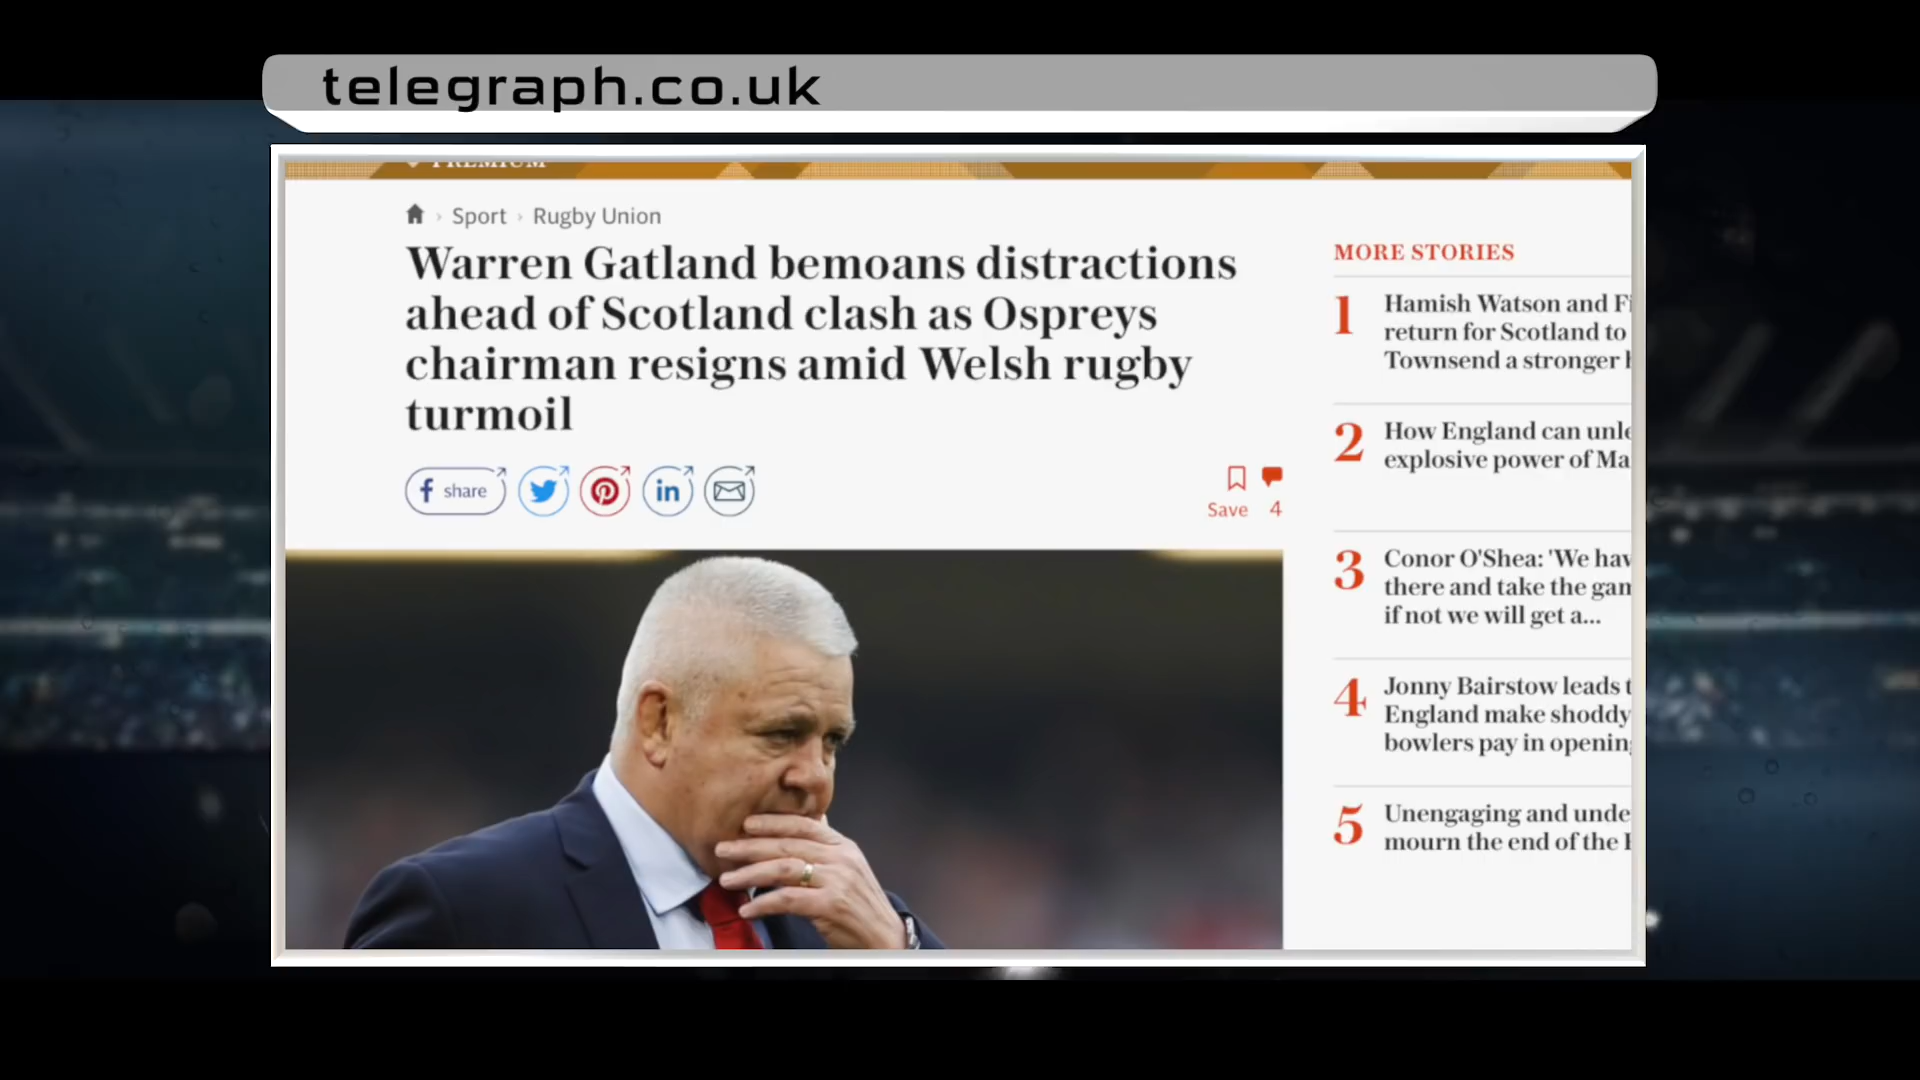 telegraph.co.uk
PREMIUM
Sport › Rugby Union
Warren Gatland bemoans distractions
ahead of Scotland clash as Ospreys
chairman resigns amid Welsh rugby
turmoil
f share in
Save 4
MORE STORIES
1 Hamish Watson and
return for Scotland to
Townsend a stronger
2 How England can
explosive power of
3 Conor O'Shea: 'We
there and take the
if not we will get a...
4 Jonny Bairstow leads
England make shoddy
bowlers pay in
5 Unengaging and
mourn the end of the